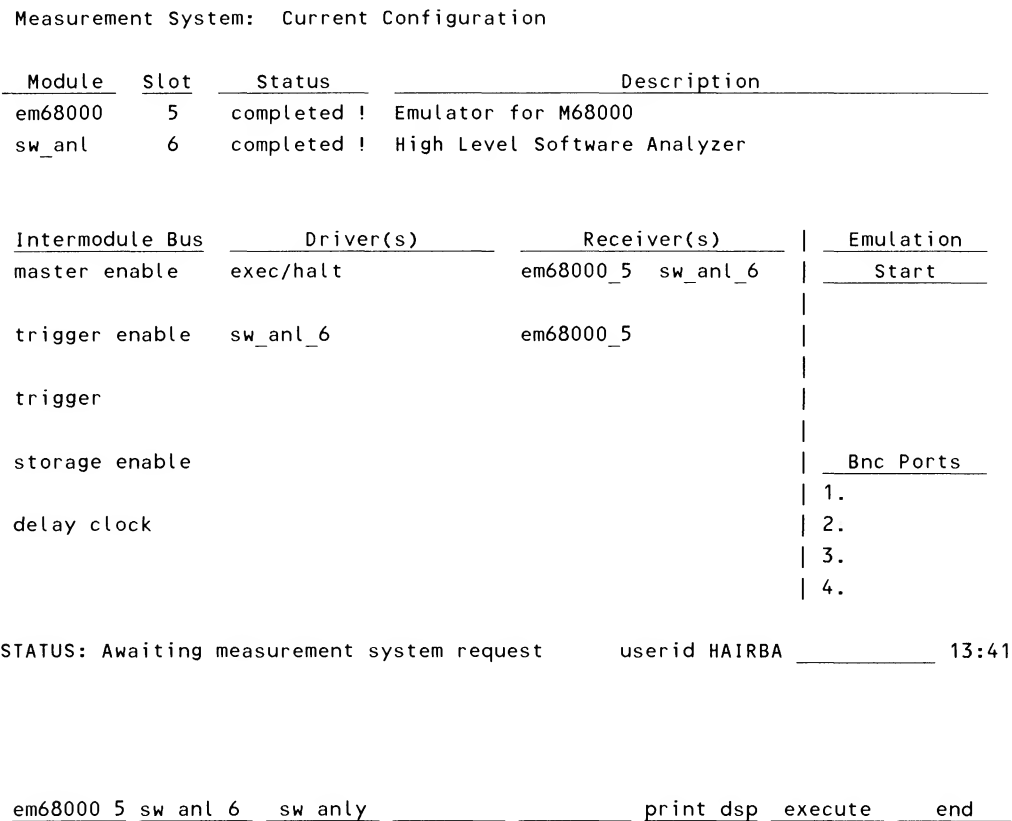 Measurement System: Current Configuration
Module Slot Status Description
em68000 5 completed ! Emulator for M68000
sw_anl 6 completed ! High Level Software Analyzer
Intermodule Bus Driver(s) Receiver(s) | Emulation
master enable exec/halt em68000_5 sw_anl_6 | Start
|
trigger enable sw_anl_6 em68000_5 |
|
trigger |
|
storage enable | Bnc Ports
| 1.
delay clock | 2.
| 3.
| 4.
STATUS: Awaiting measurement system request userid HAIRBA 13:41
em68000 5 sw anl 6 sw anly print dsp execute end